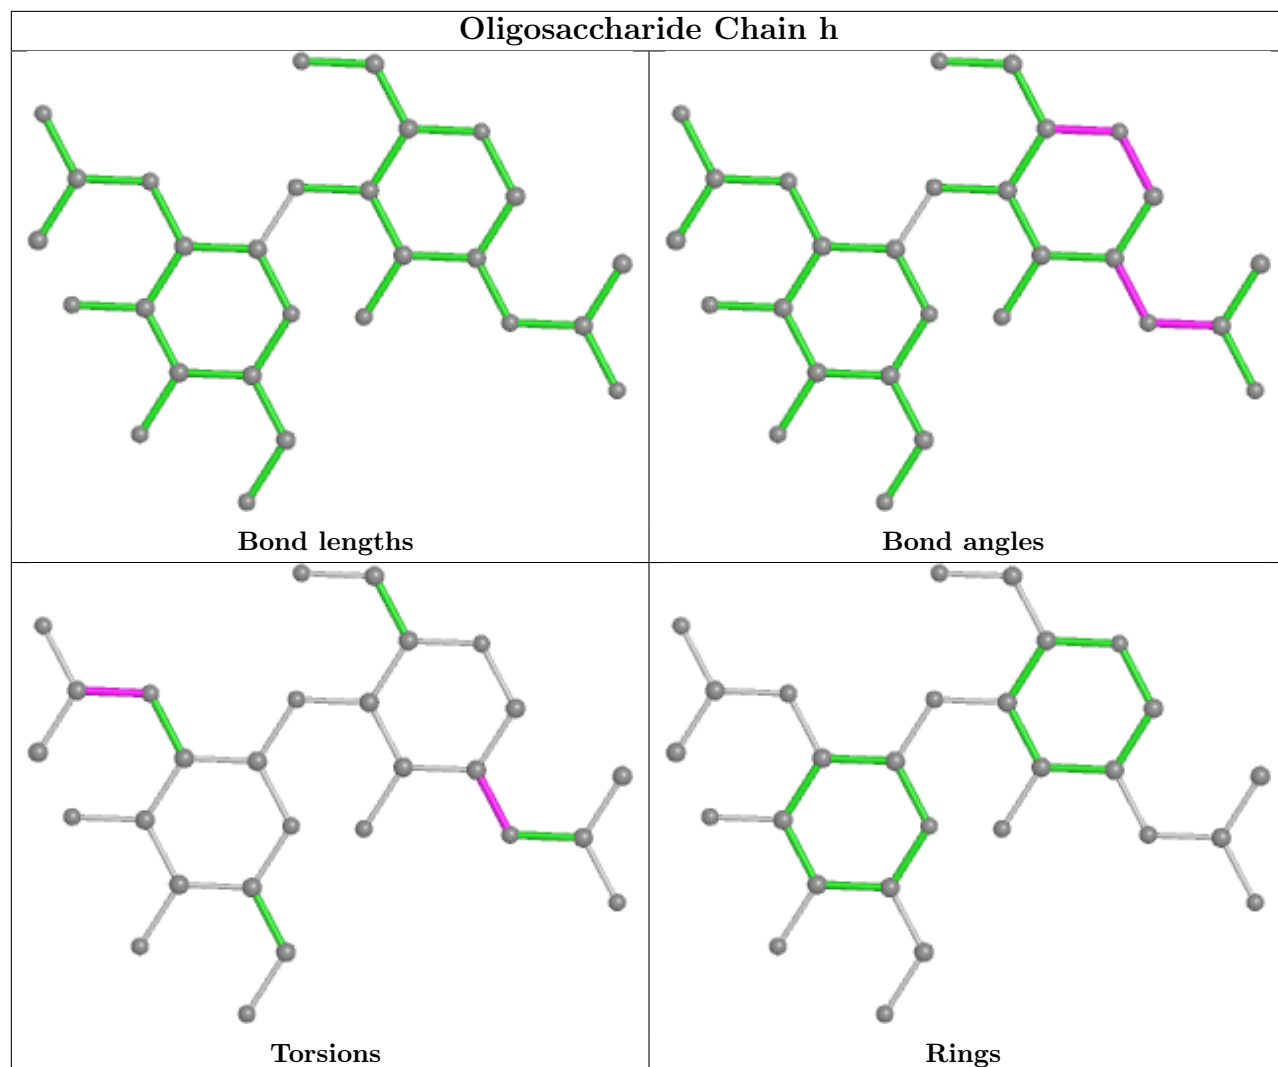 Oligosaccharide Chain h
Bond lengths
Bond angles
Torsions
Rings